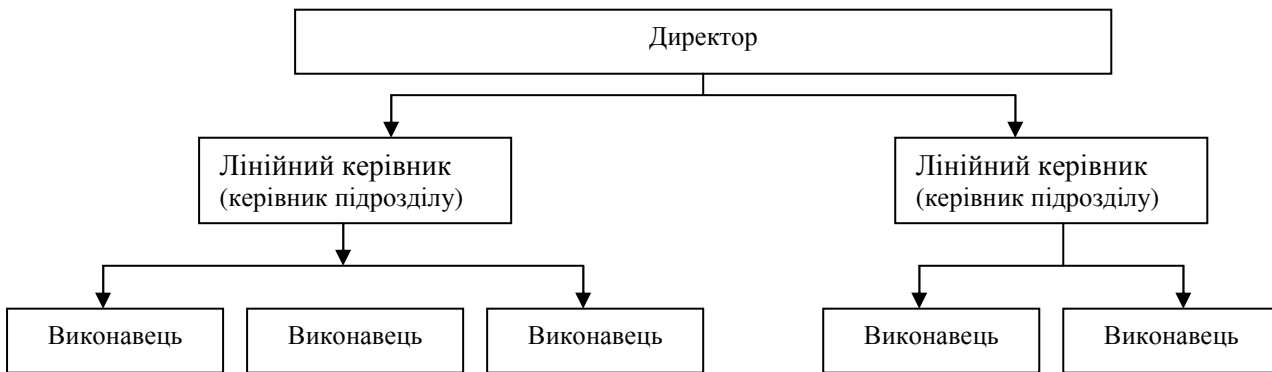 Директор
Лінійний керівник
(керівник підрозділу)
Лінійний керівник
(керівник підрозділу)
Виконавець
Виконавець
Виконавець
Виконавець
Виконавець